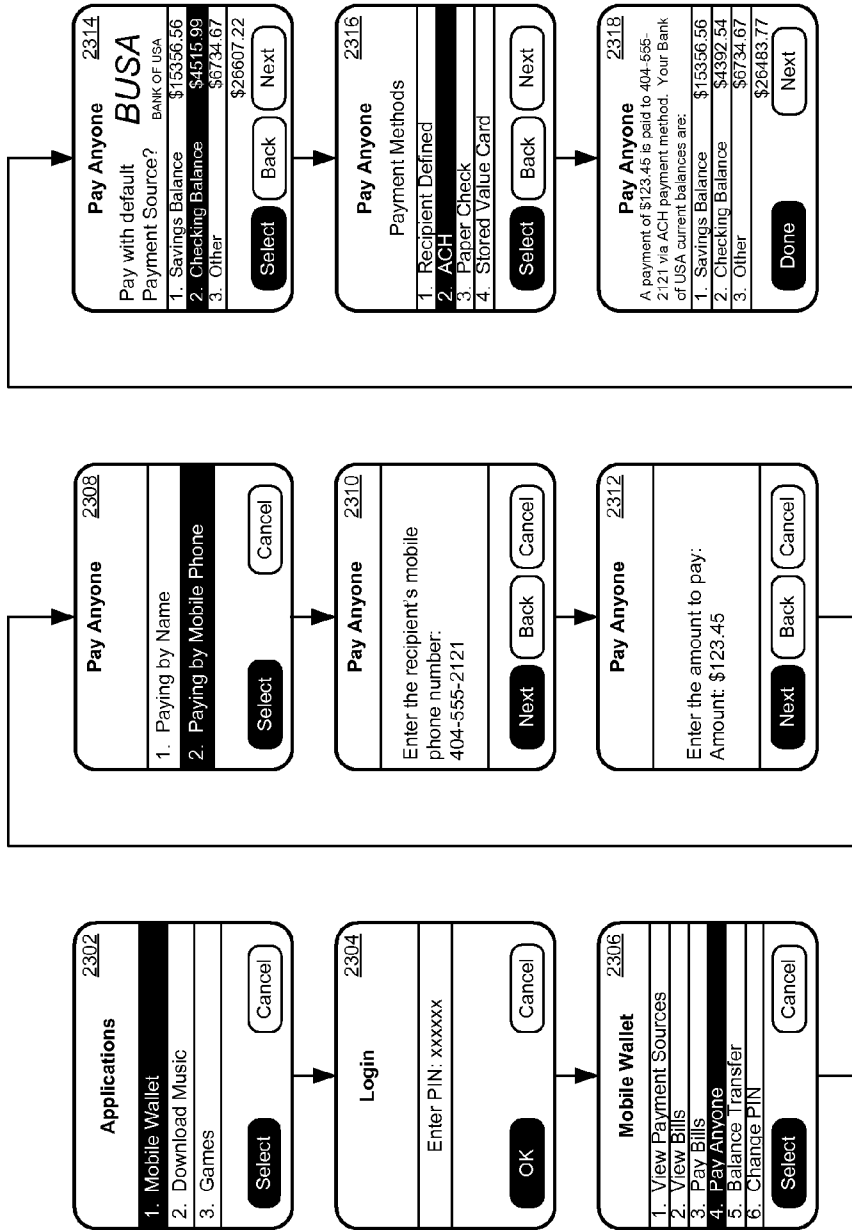 2302
Applications
1. Mobile Wallet
2. Download Music
3. Games
Select
Cancel
2304
Login
Enter PIN: xxxxxx
OK
Cancel
2306
Mobile Wallet
1. View Payment Sources
2. View Bills
3. Pay Bills
4. Pay Anyone
5. Balance Transfer
6. Change PIN
Select
Cancel
2308
Pay Anyone
1. Paying by Name
2. Paying by Mobile Phone
Select
Cancel
2310
Pay Anyone
Enter the recipient's mobile
phone number:
404-555-2121
Next
Back
Cancel
2312
Pay Anyone
Enter the amount to pay:
Amount: $123.45
Next
Back
Cancel
2314
Pay Anyone
Pay with default
Payment Source?
BUSA
BANK OF USA
1. Savings Balance $15356.56
2. Checking Balance $4515.99
3. Other $6734.67
$26607.22
Select
Back
Next
2316
Pay Anyone
Payment Methods
1. Recipient Defined
2. ACH
3. Paper Check
4. Stored Value Card
Select
Back
Next
2318
Pay Anyone
A payment of $123.45 is paid to 404-555-
2121 via ACH payment method. Your Bank
of USA current balances are:
1. Savings Balance $15356.56
2. Checking Balance $4392.54
3. Other $6734.67
$26483.77
Done
Next